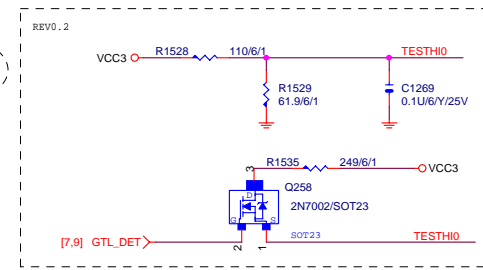 REV0.2
VCC3 R1528 110/6/1 TESTHI0
R1529
61.9/6/1
C1269
0.1U/6/Y/25V
R1535 249/6/1 VCC3
3
Q258
D
2N7002/SOT23
G S
[7,9] GTL_DET 2 1 SOT23 TESTHI0